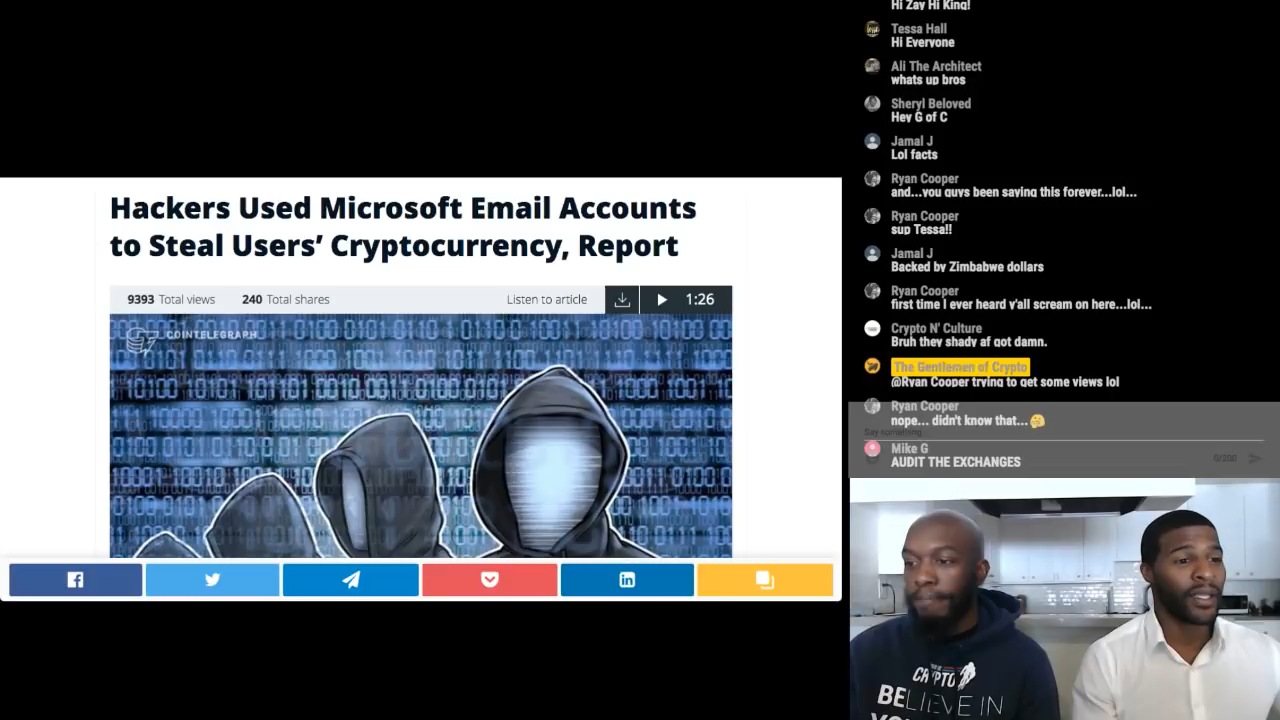 Hackers Used Microsoft Email Accounts
to Steal Users’ Cryptocurrency, Report
9393 Total views 240 Total shares Listen to article 1:26
COINTELEGRAPH
Hi Zay Hi King!
Tessa Hall
Hi Everyone
Ali The Architect
whats up bros
Sheryl Beloved
Hey G of C
Jamal J
Lol facts
Ryan Cooper
and...you guys been saying this forever...lol...
Ryan Cooper
sup Tessa!!
Jamal J
Backed by Zimbabwe dollars
Ryan Cooper
first time I ever heard y'all scream on here...lol...
Crypto N' Culture
Bruh they shady af got damn.
The Gentlemen of Crypto
@Ryan Cooper trying to get some views lol
Ryan Cooper
nope... didn't know that...🤔
Say something...
Mike G
AUDIT THE EXCHANGES
0/200
CRYPTO
BELIEVE IN